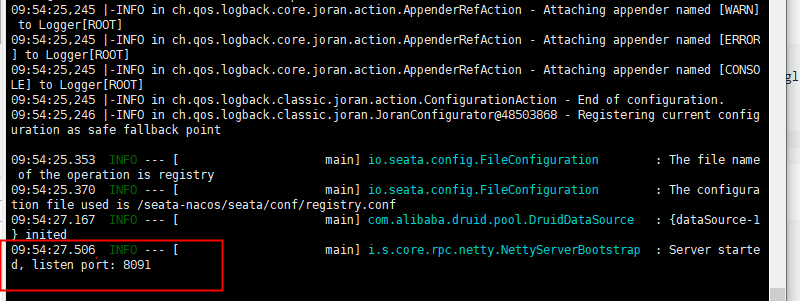 09:54:25,245 |-INFO in ch.qos.logback.core.joran.action.AppenderRefAction - Attaching appender named [WARN]
 to Logger[ROOT]
09:54:25,245 |-INFO in ch.qos.logback.core.joran.action.AppenderRefAction - Attaching appender named [ERROR
] to Logger[ROOT]
09:54:25,245 |-INFO in ch.qos.logback.core.joran.action.AppenderRefAction - Attaching appender named [CONSO
LE] to Logger[ROOT]
09:54:25,245 |-INFO in ch.qos.logback.classic.joran.action.ConfigurationAction - End of configuration.
09:54:25,246 |-INFO in ch.qos.logback.classic.joran.JoranConfigurator@48503868 - Registering current config
uration as safe fallback point
09:54:25.353  INFO --- [                     main] io.seata.config.FileConfiguration        : The file name
 of the operation is registry
09:54:25.370  INFO --- [                     main] io.seata.config.FileConfiguration        : The configura
tion file used is /seata-nacos/seata/conf/registry.conf
09:54:27.167  INFO --- [                     main] com.alibaba.druid.pool.DruidDataSource   : {dataSource-1
} inited
09:54:27.506  INFO --- [                     main] i.s.core.rpc.netty.NettyServerBootstrap  : Server starte
d, listen port: 8091